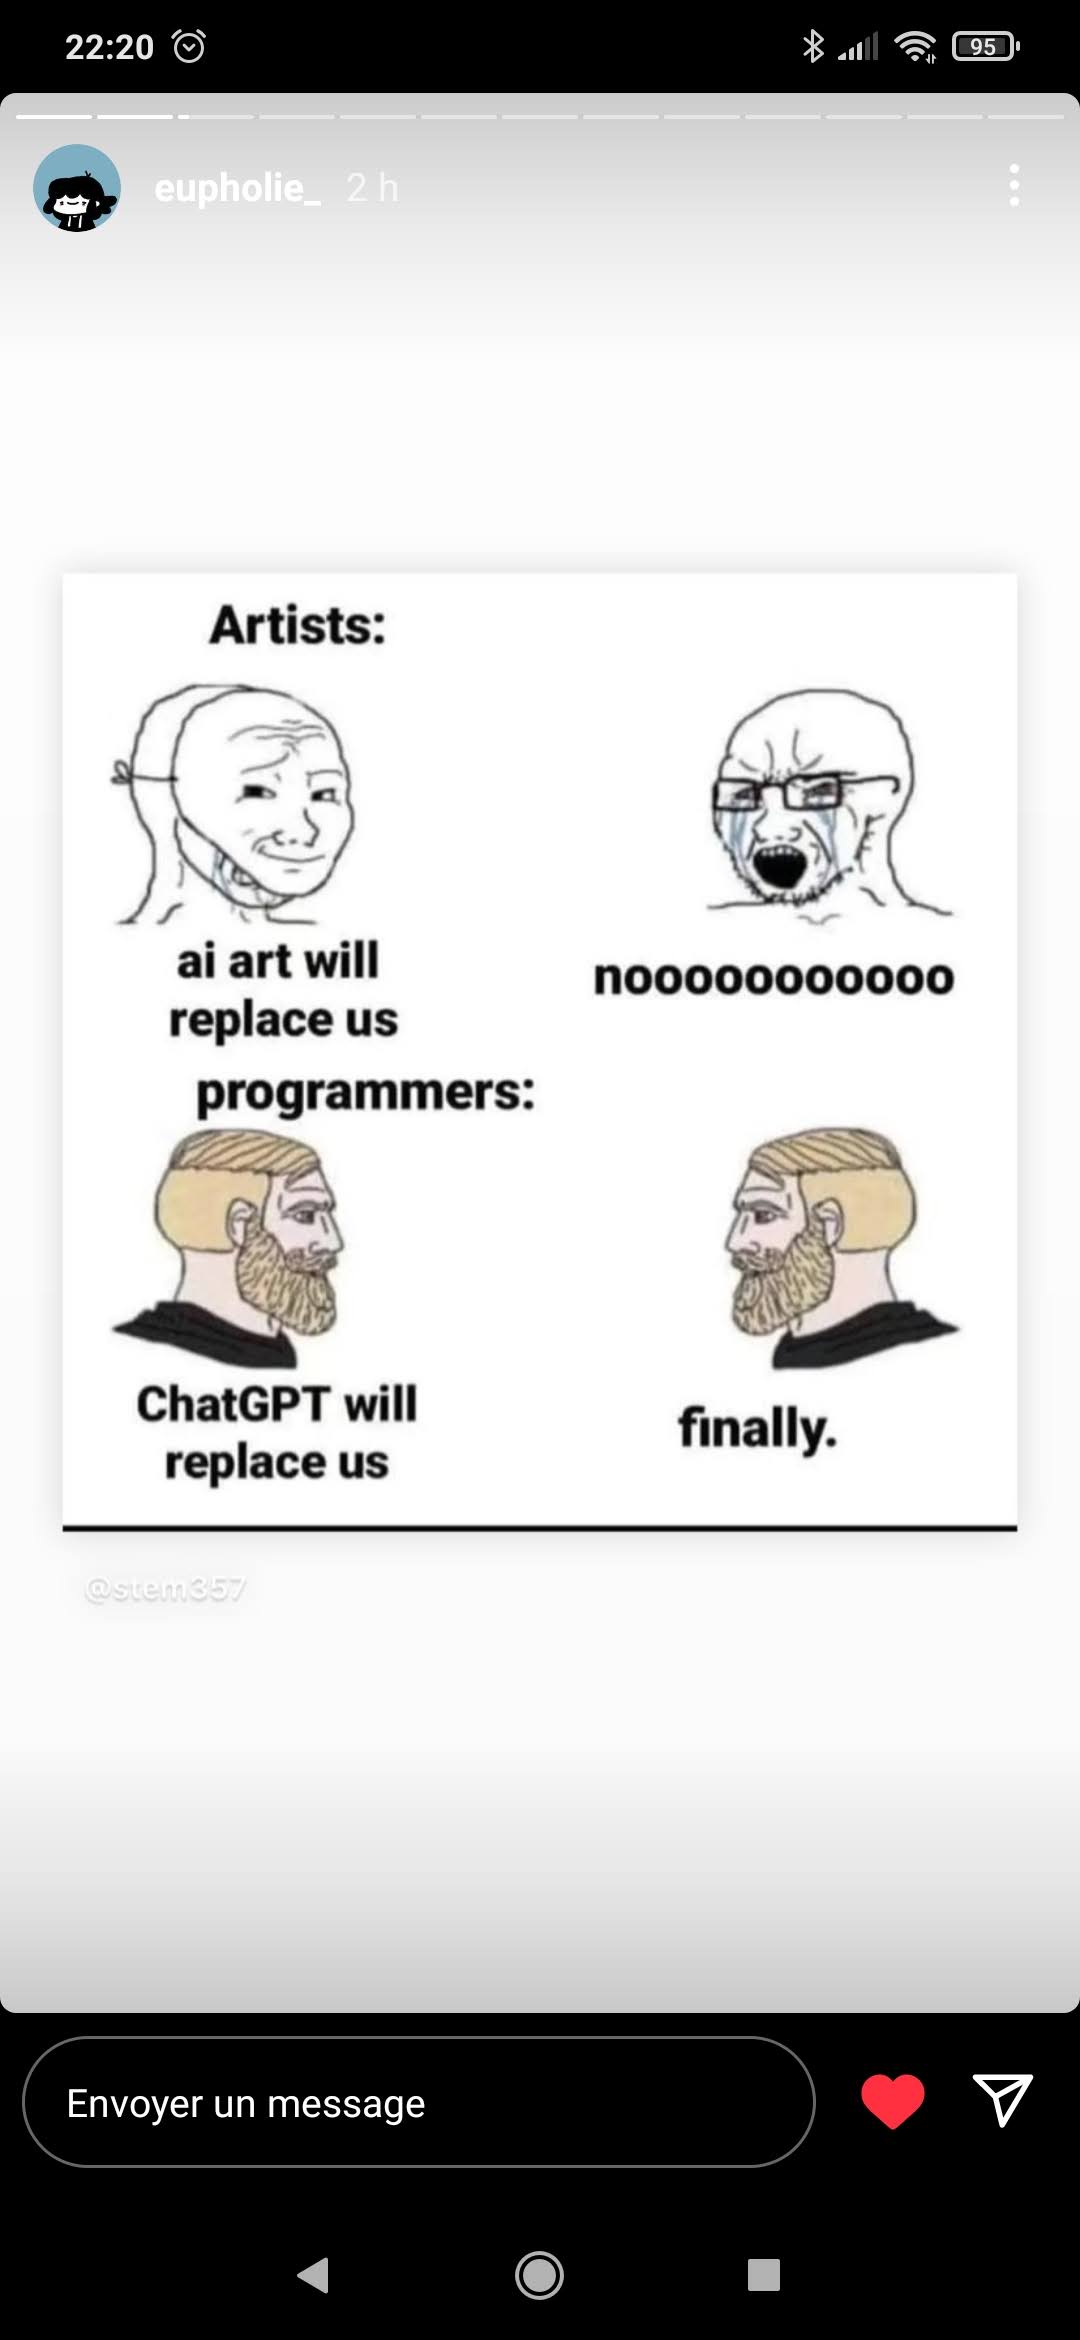 22:20
95
eupholie_ 2 h
Artists:
ai art will
replace us
nooooooooooo
programmers:
ChatGPT will
replace us
finally.
@stem357
Envoyer un message